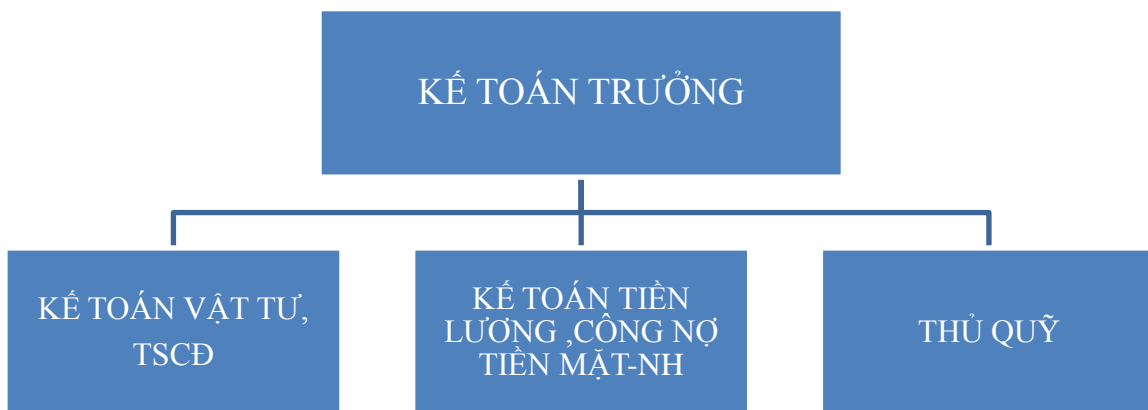 KẾ TOÁN TRƯỞNG
KẾ TOÁN VẬT TƯ,
TSCĐ
KẾ TOÁN TIỀN
LƯƠNG ,CÔNG NỢ
TIỀN MẶT-NH
THỦ QUỸ